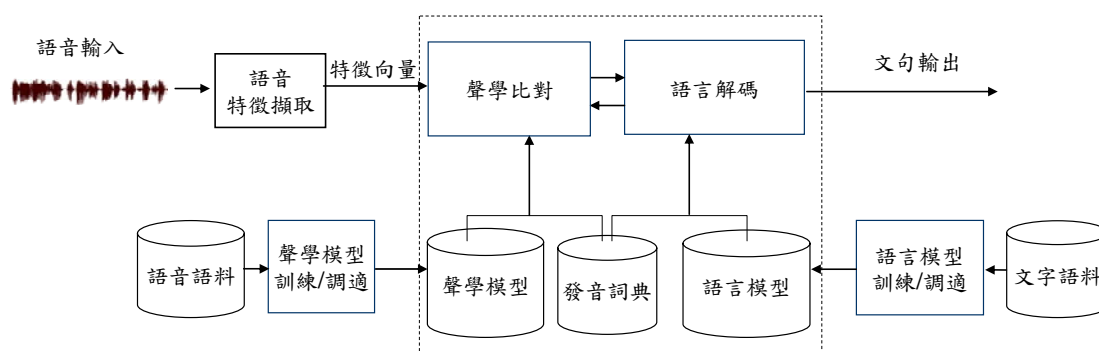 語音輸入
語音
特徵擷取
特徵向量
聲學比對
語言解碼
文句輸出
語音語料
聲學模型
訓練/調適
聲學模型
發音詞典
語言模型
語言模型
訓練/調適
文字語料